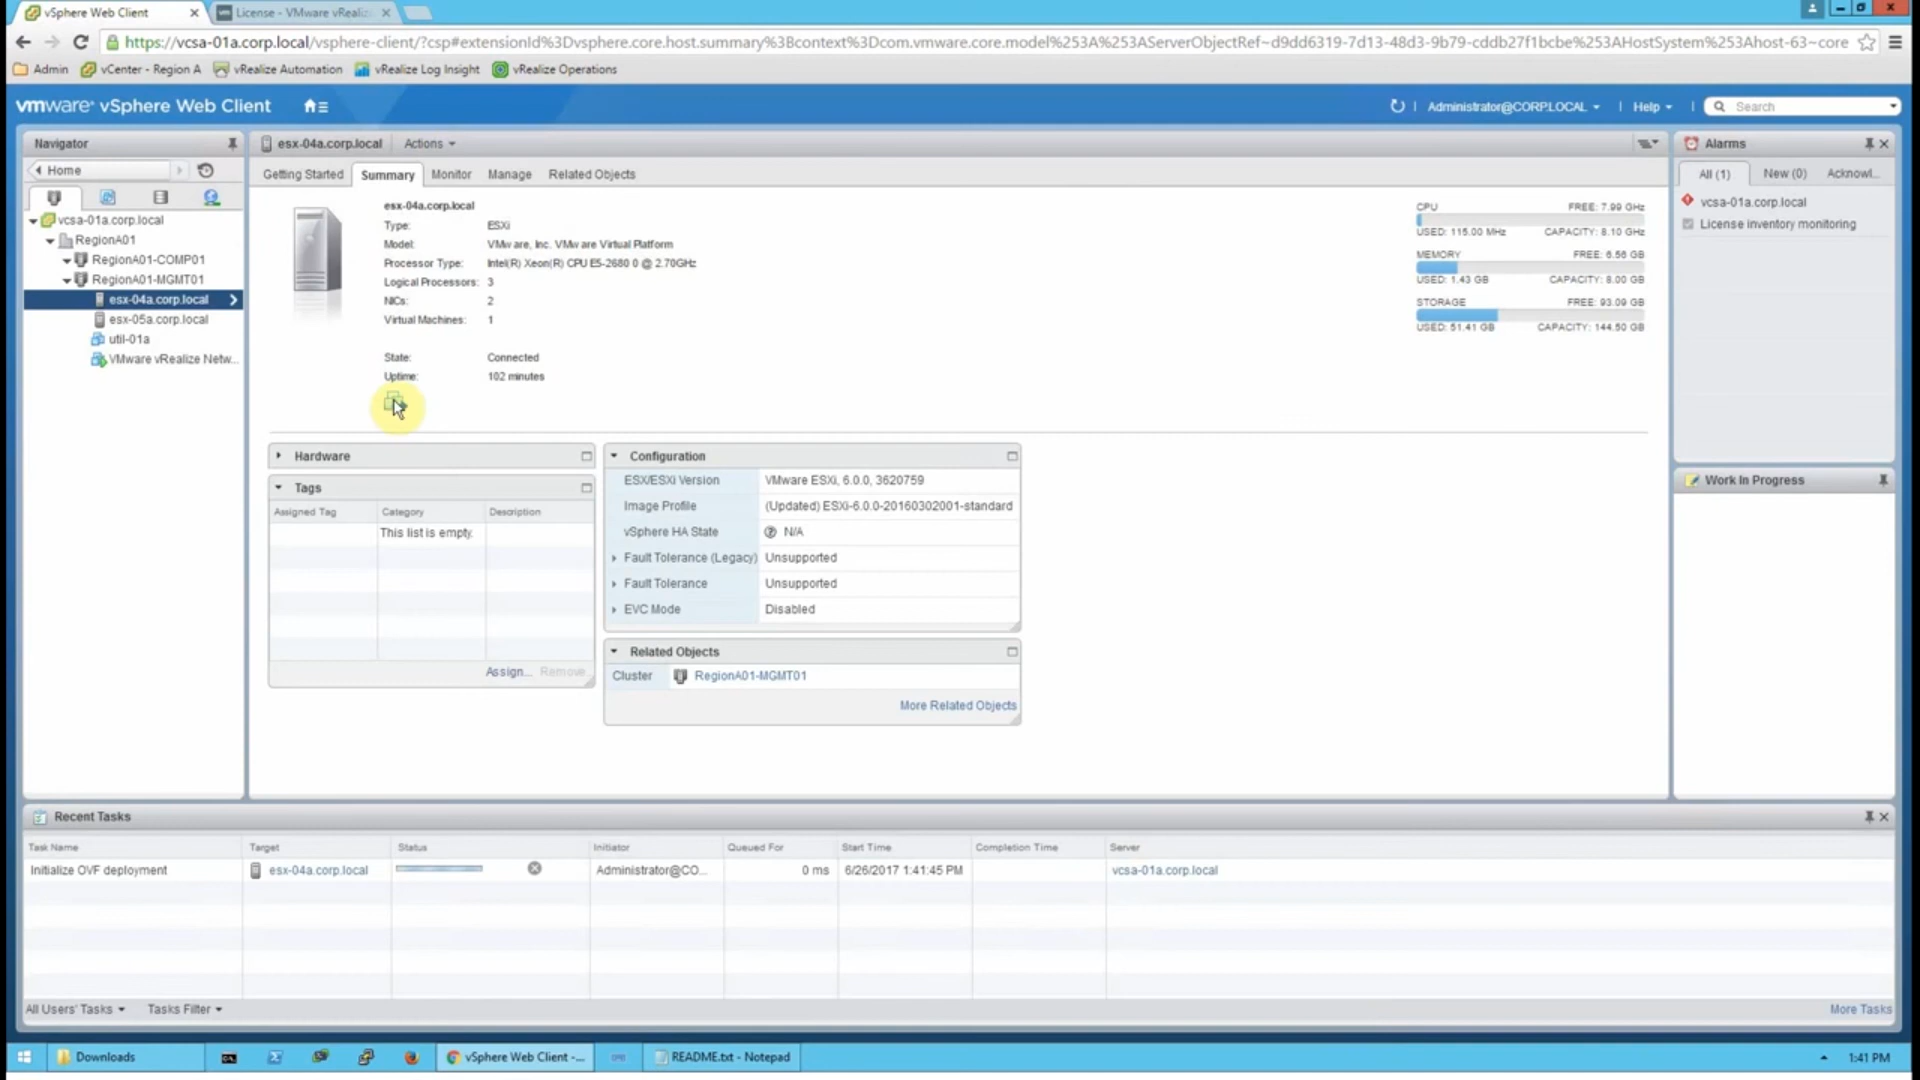 vSphere Web Client
License - VMware vRealiz
https://vcsa-01a.corp.local/vsphere-client/?csp#extensionId%3Dvsphere.core.host.summary%3Bcontext%3Dcom.vmware.core.model%253A%253AServerObjectRef~d9dd6319-7d13-48d3-9b79-cddb27f1bcbe%253AHostSystem%253Ahost-63~core
Admin vCenter - Region A vRealize Automation vRealize Log Insight vRealize Operations
vmware vSphere Web Client
Administrator@CORP.LOCAL | Help | Search
Navigator
Home
vcsa-01a.corp.local
RegionA01
RegionA01-COMP01
RegionA01-MGMT01
esx-04a.corp.local
esx-05a.corp.local
util-01a
VMware vRealize Netw...
esx-04a.corp.local Actions
Getting Started Summary Monitor Manage Related Objects
esx-04a.corp.local
Type: ESXi
Model: VMware, Inc. VMware Virtual Platform
Processor Type: Intel(R) Xeon(R) CPU E5-2680 0 @ 2.70GHz
Logical Processors: 3
NICs: 2
Virtual Machines: 1
State: Connected
Uptime: 102 minutes
CPU FREE: 7.99 GHz
USED: 115.00 MHz CAPACITY: 8.10 GHz
MEMORY FREE: 6.56 GB
USED: 1.43 GB CAPACITY: 8.00 GB
STORAGE FREE: 93.09 GB
USED: 51.41 GB CAPACITY: 144.50 GB
Hardware
Tags
Assigned Tag Category Description
This list is empty.
Assign... Remove...
Configuration
ESX/ESXi Version VMware ESXi, 6.0.0, 3620759
Image Profile (Updated) ESXi-6.0.0-20160302001-standard
vSphere HA State N/A
Fault Tolerance (Legacy) Unsupported
Fault Tolerance Unsupported
EVC Mode Disabled
Related Objects
Cluster RegionA01-MGMT01
More Related Objects
Alarms
All (1) New (0) Acknowl...
vcsa-01a.corp.local
License inventory monitoring
Work In Progress
Recent Tasks
Task Name Target Status Initiator Queued For Start Time Completion Time Server
Initialize OVF deployment esx-04a.corp.local Administrator@CO... 0 ms 6/26/2017 1:41:45 PM vcsa-01a.corp.local
All Users' Tasks Tasks Filter More Tasks
Downloads vSphere Web Client -... README.txt - Notepad 1:41 PM